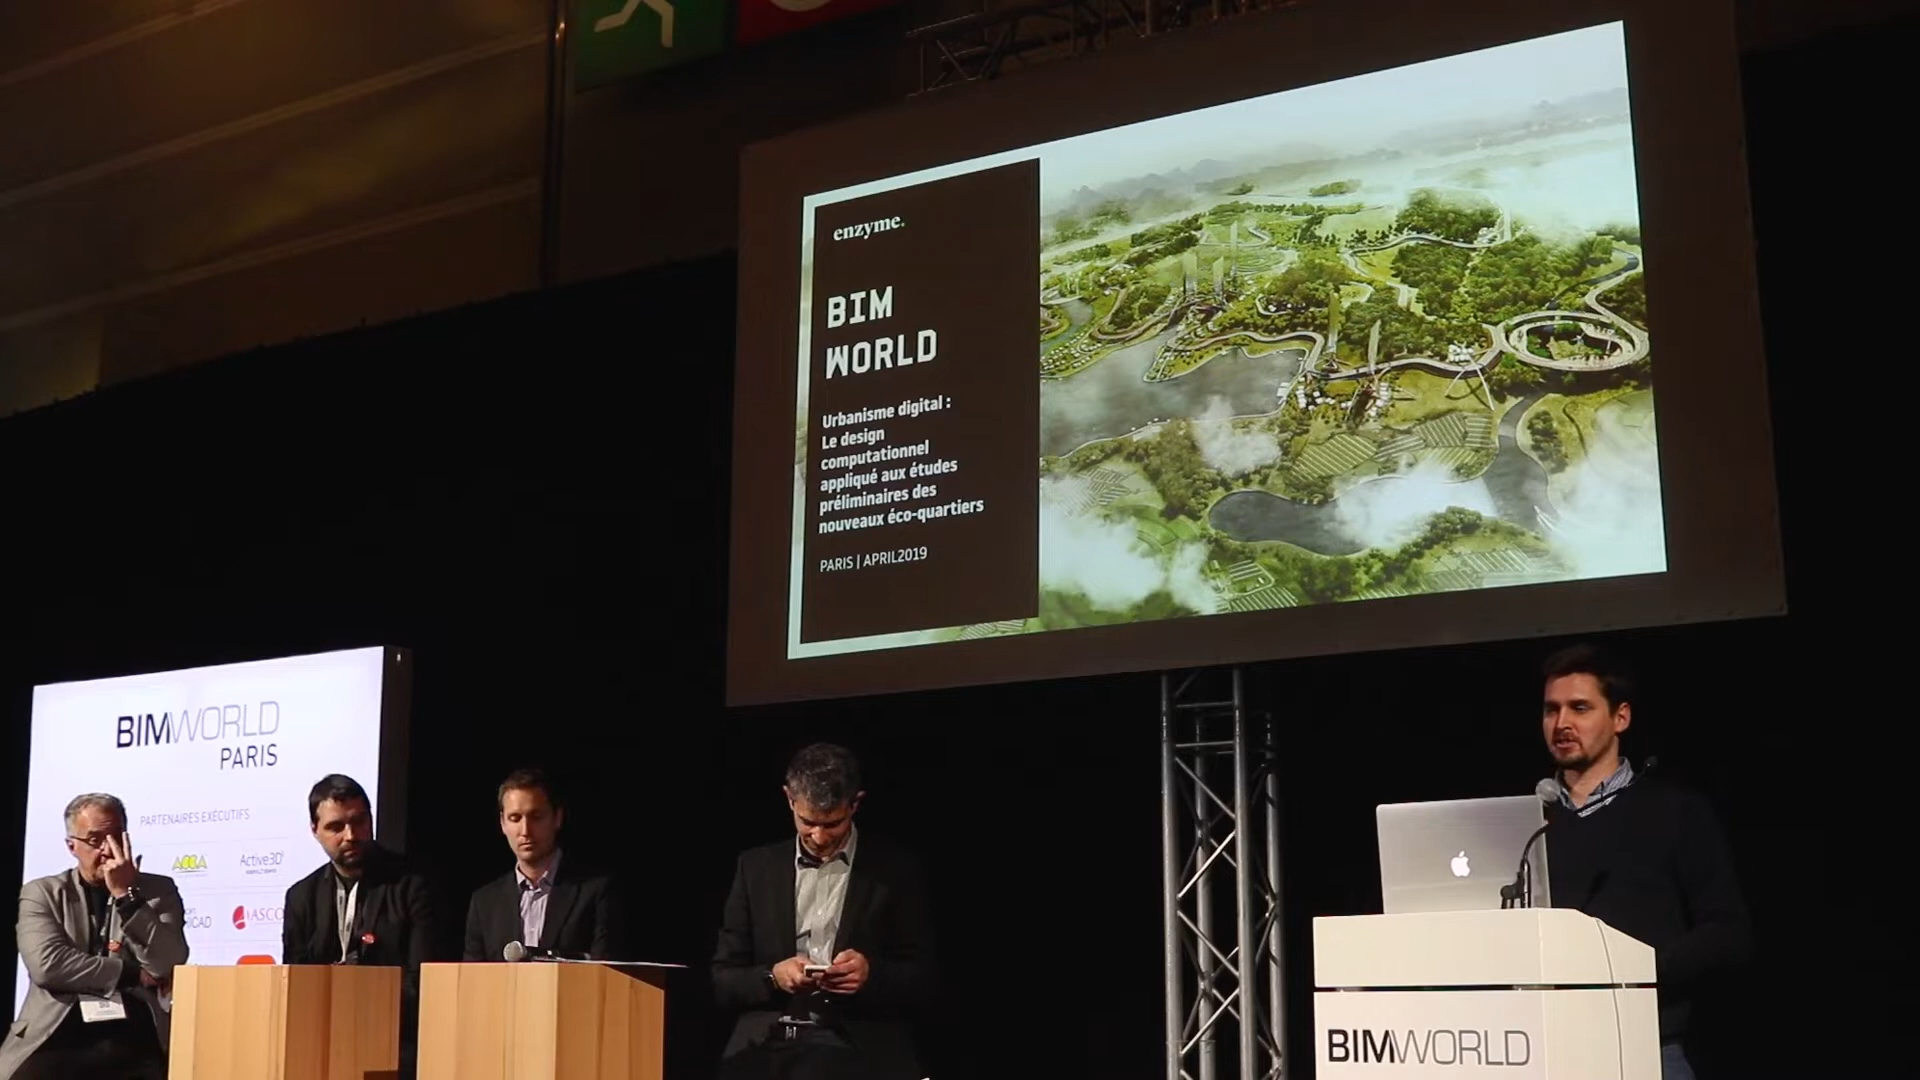 enzyme.
BIM
WORLD
Urbanisme digital :
Le design
computationnel
appliqué aux études
préliminaires des
nouveaux éco-quartiers
PARIS | APRIL2019
BIMWORLD
PARIS
PARTENAIRES EXÉCUTIFS
ACCA
Active3D
BIMWORLD